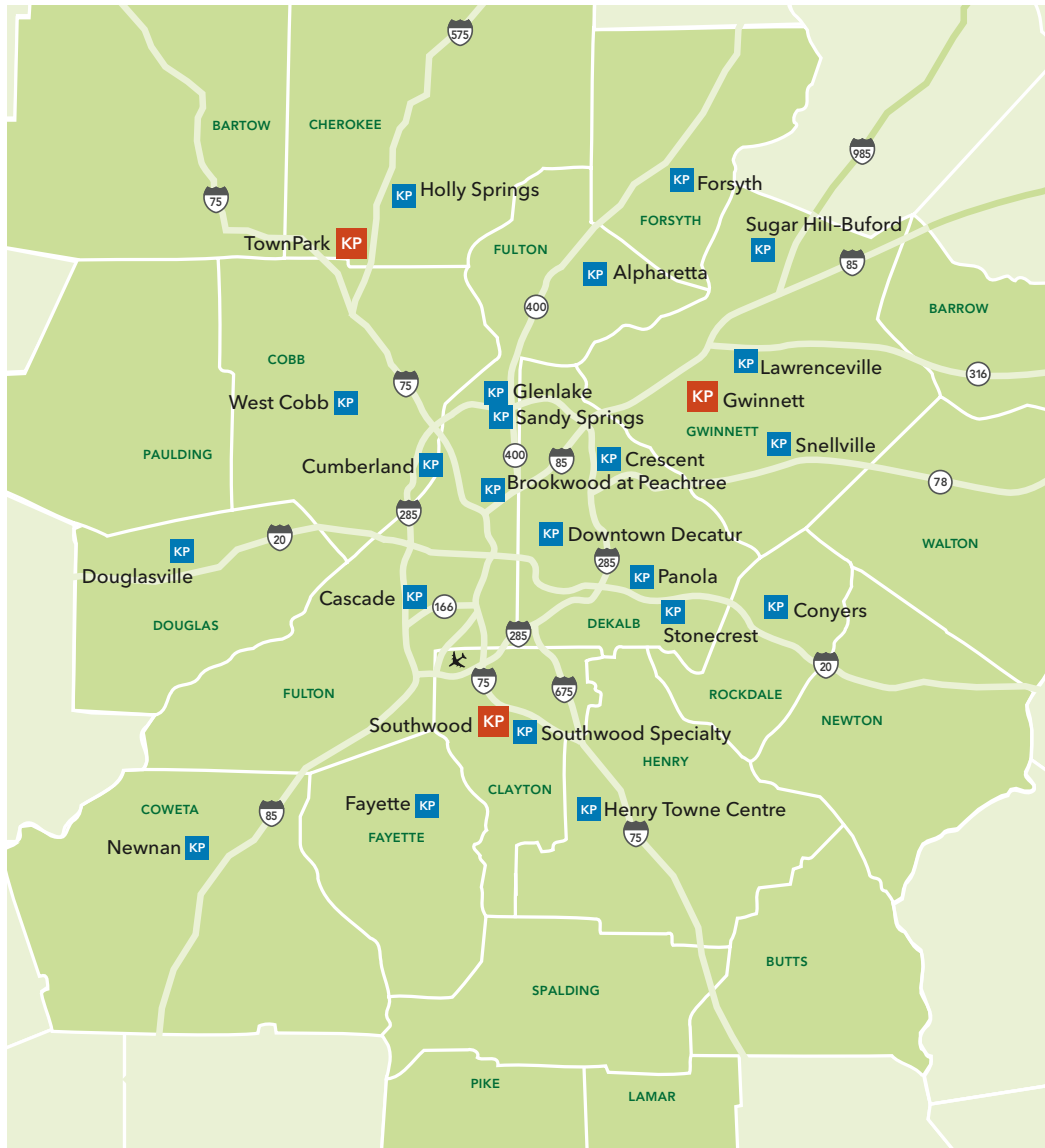 575
BARTOW
CHEROKEE
985
KP Forsyth
KP Holly Springs
75
FORSYTH
Sugar Hill–Buford
KP
TownPark KP
FULTON
85
KP Alpharetta
400
BARROW
COBB
KP Lawrenceville
316
75
KP Glenlake
West Cobb KP
KP Gwinnett
KP Sandy Springs
GWINNETT
KP Snellville
PAULDING
400
85
KP Crescent
Cumberland KP
KP Brookwood at Peachtree
78
285
20
KP Downtown Decatur
WALTON
KP
Douglasville
285
KP Panola
Cascade KP
166
KP
Stonecrest
KP Conyers
DOUGLAS
285
DEKALB
20
75
675
FULTON
ROCKDALE
NEWTON
Southwood KP
KP Southwood Specialty
HENRY
CLAYTON
COWETA
85
Fayette KP
FAYETTE
KP Henry Towne Centre
75
Newnan KP
BUTTS
SPALDING
PIKE
LAMAR